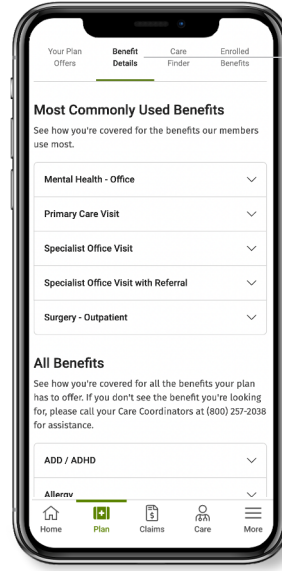 Your Plan Offers
Benefit Details
Care Finder
Enrolled Benefits
Most Commonly Used Benefits
See how you're covered for the benefits our members
use most.
Mental Health - Office
Primary Care Visit
Specialist Office Visit
Specialist Office Visit with Referral
Surgery - Outpatient
All Benefits
See how you're covered for all the benefits your plan
has to offer. If you don't see the benefit you're looking
for, please call your Care Coordinators at (800) 257-2038
for assistance.
ADD / ADHD
Allergy
Home
Plan
Claims
Care
More